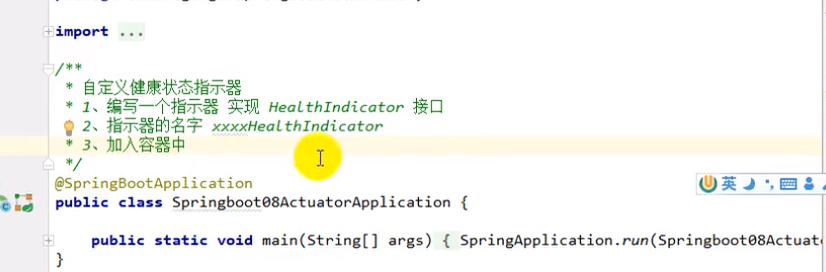 import ...
/**
* 自定义健康状态指示器
* 1、编写一个指示器 实现 HealthIndicator 接口
2、指示器的名字 xxxxHealthIndicator
* 3、加入容器中
*/
@SpringBootApplication
public class Springboot08ActuatorApplication {
public static void main(String[] args) { SpringApplication.run(Springboot08Actuat
}
英